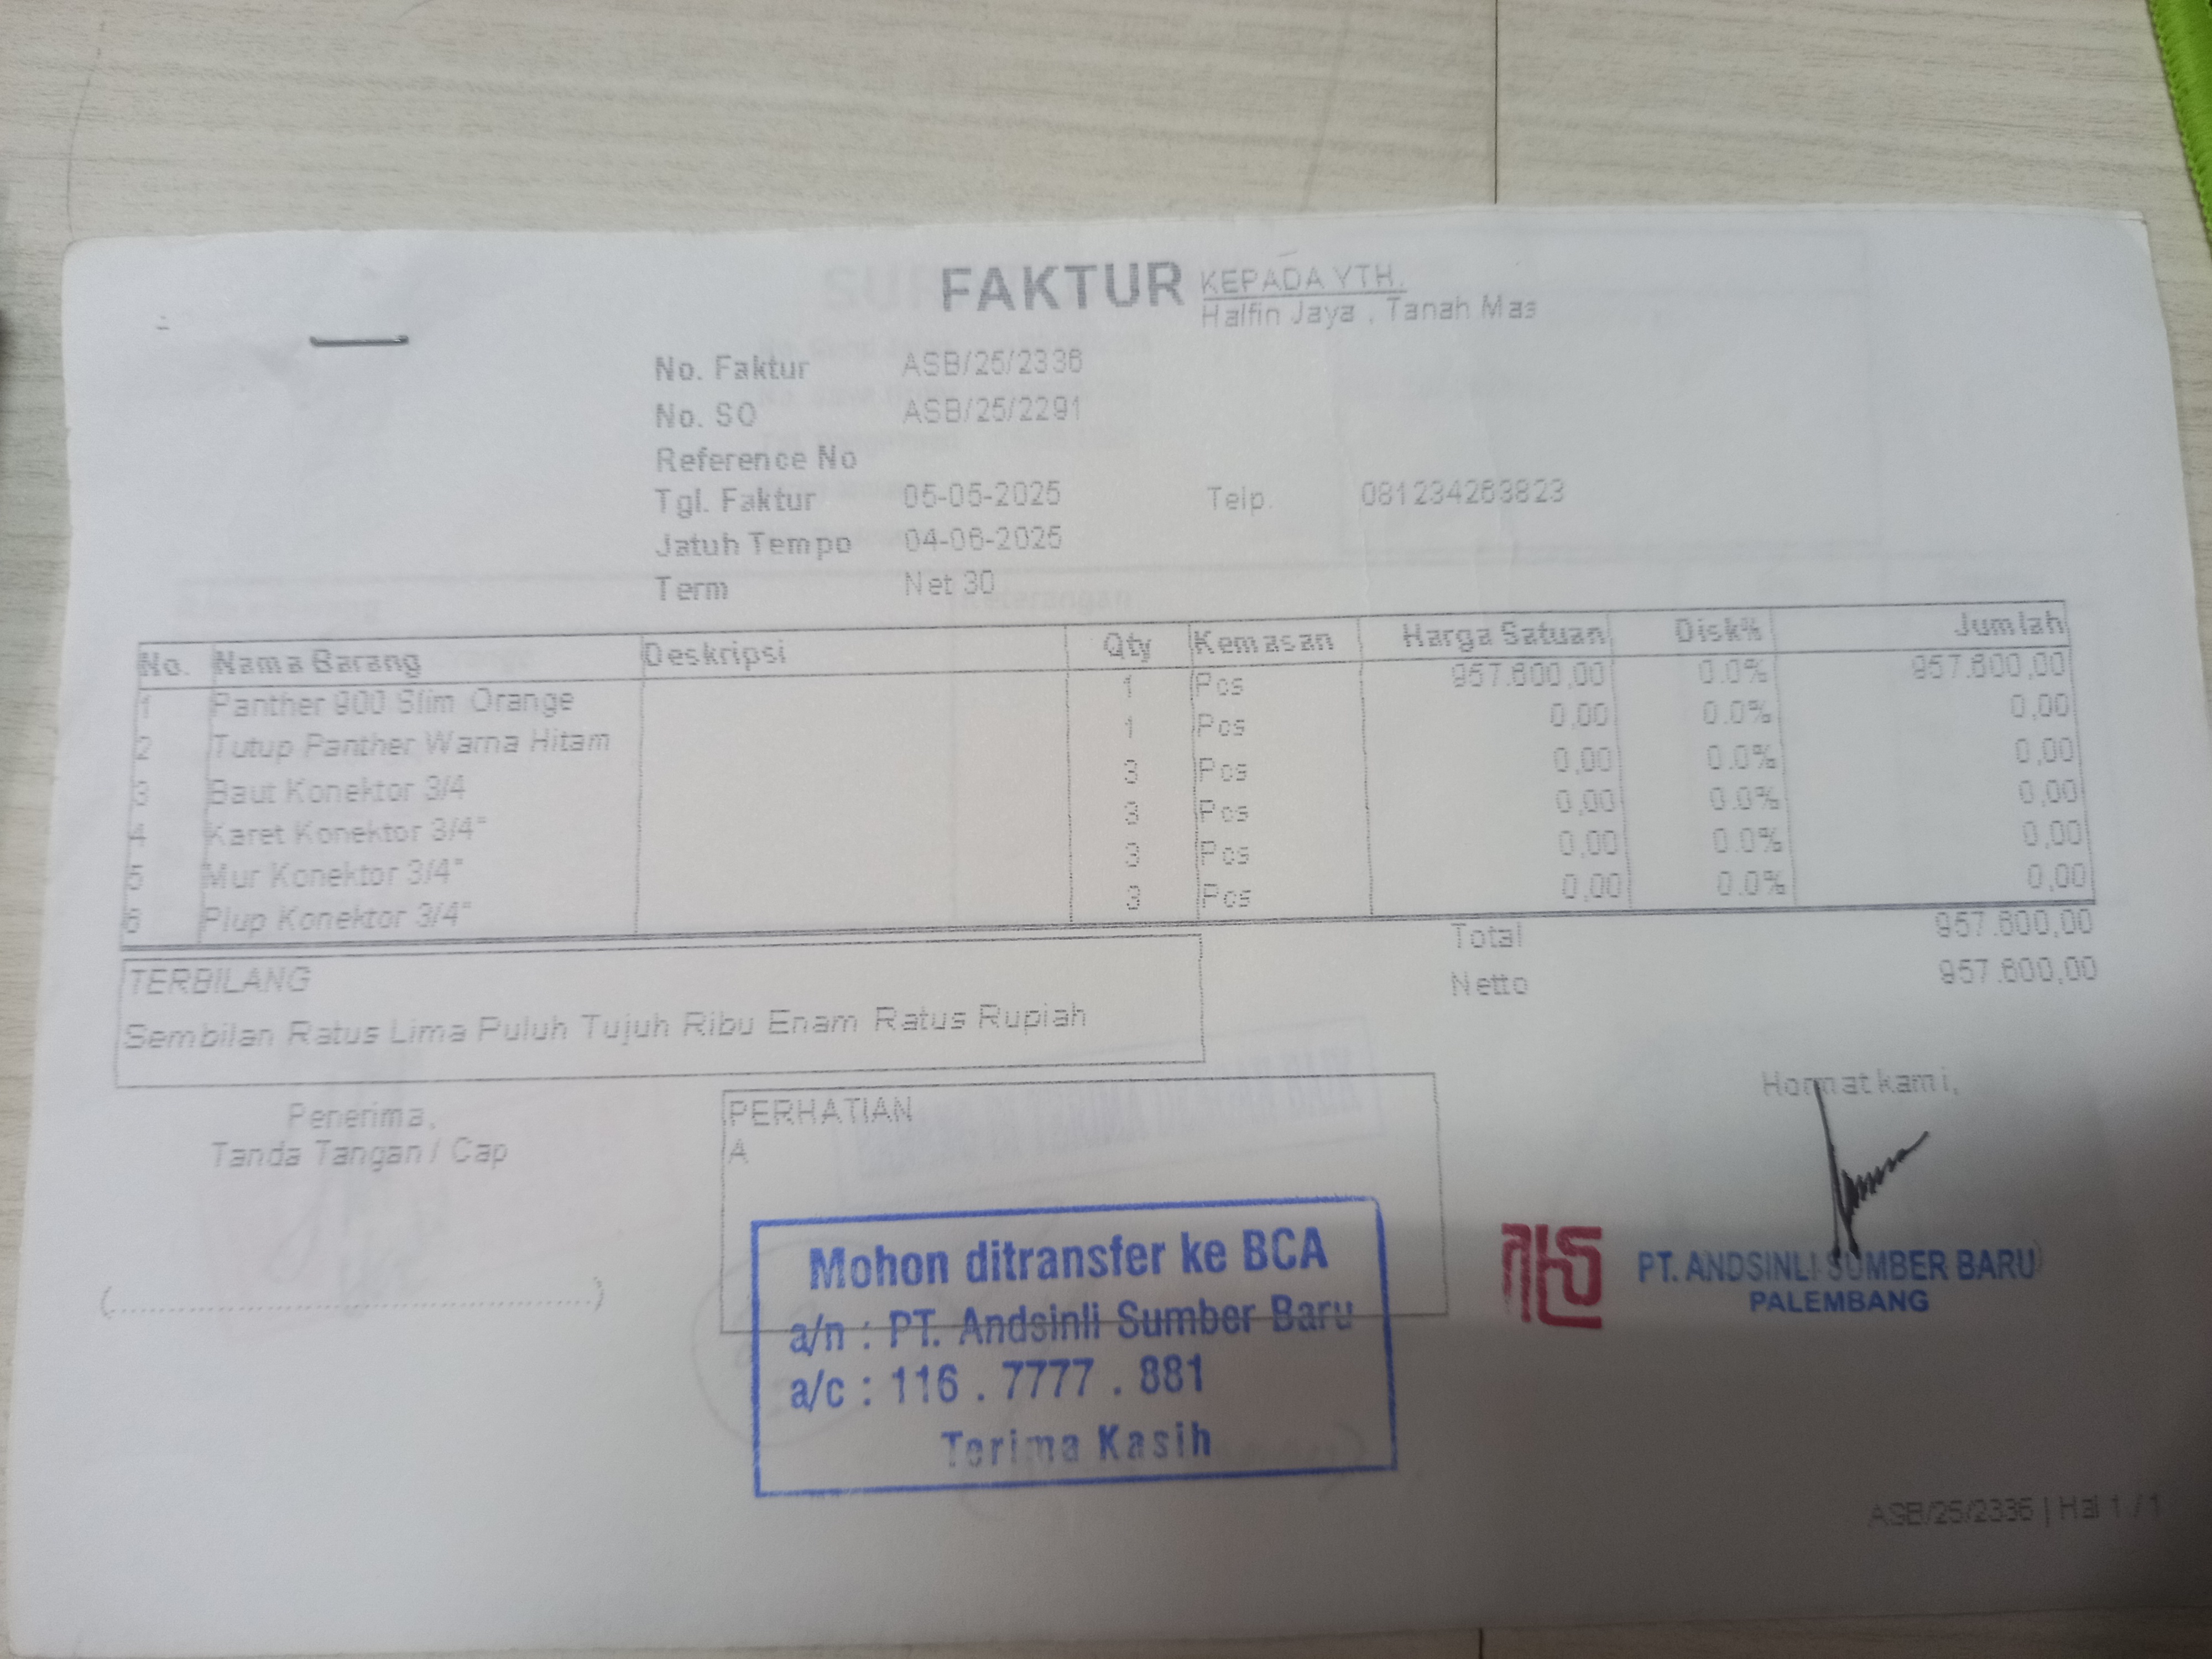 FAKTUR
KEPADA YTH.
Halfin Jaya , Tanah Mas
No. Faktur ASB/25/2336
No. SO ASB/25/2291
Reference No
Tgl. Faktur 05-05-2025 Telp. 081234263823
Jatuh Tempo 04-06-2025
Term Net 30
No. Nama Barang Deskripsi Qty Kemasan Harga Satuan Disk% Jumlah
1 Panther 900 Slim Orange 1 Pcs 957.600,00 0.0% 957.600,00
2 Tutup Panther Warna Hitam 1 Pcs 0,00 0.0% 0,00
3 Baut Konektor 3/4 3 Pcs 0,00 0.0% 0,00
4 Karet Konektor 3/4" 3 Pcs 0,00 0.0% 0,00
5 Mur Konektor 3/4" 3 Pcs 0,00 0.0% 0,00
6 Plup Konektor 3/4" 3 Pcs 0,00 0.0% 0,00
Total 957.600,00
Netto 957.600,00
TERBILANG
Sembilan Ratus Lima Puluh Tujuh Ribu Enam Ratus Rupiah
Penerima,
Tanda Tangan / Cap
(..................................................)
PERHATIAN
A
Mohon ditransfer ke BCA
a/n : PT. Andsinli Sumber Baru
a/c : 116 . 7777 . 881
Terima Kasih
Hormat kami,
PT. ANDSINLI SUMBER BARU
PALEMBANG
ASB/25/2336 | Hal 1 / 1